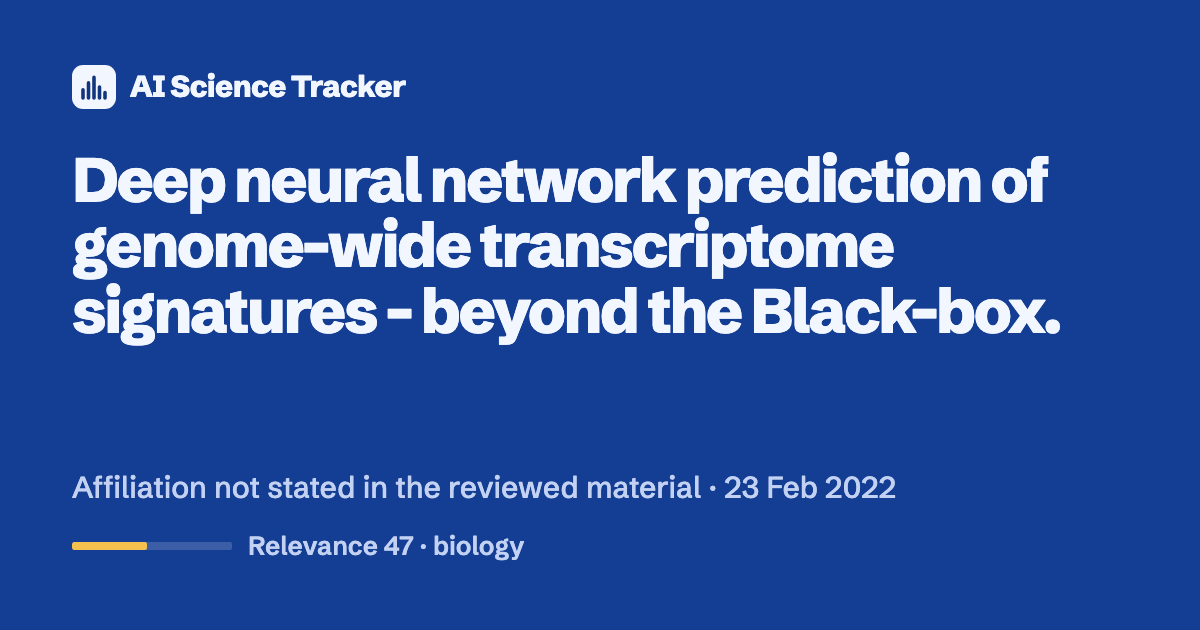 AI Science Tracker
Deep neural network prediction of
genome-wide transcriptome
signatures - beyond the Black-box.
Affiliation not stated in the reviewed material · 23 Feb 2022
Relevance 47 · biology